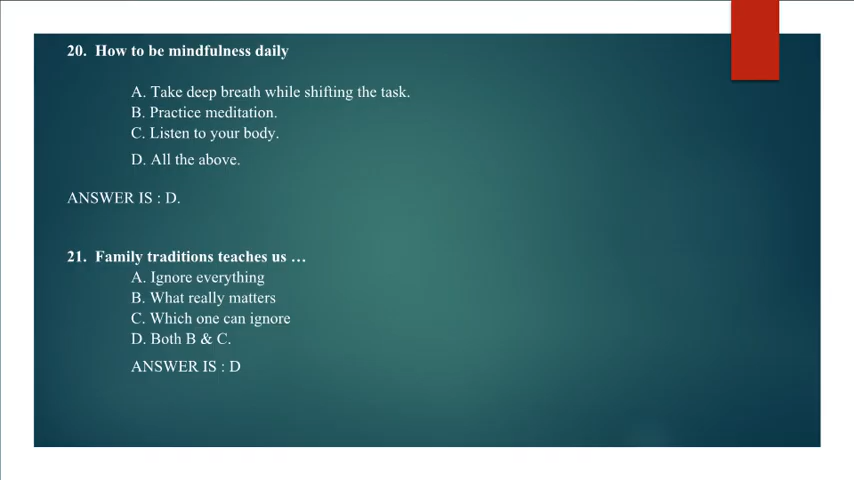 20. How to be mindfulness daily
A. Take deep breath while shifting the task.
B. Practice meditation.
C. Listen to your body.
D. All the above.
ANSWER IS : D.
21. Family traditions teaches us …
A. Ignore everything
B. What really matters
C. Which one can ignore
D. Both B & C.
ANSWER IS : D